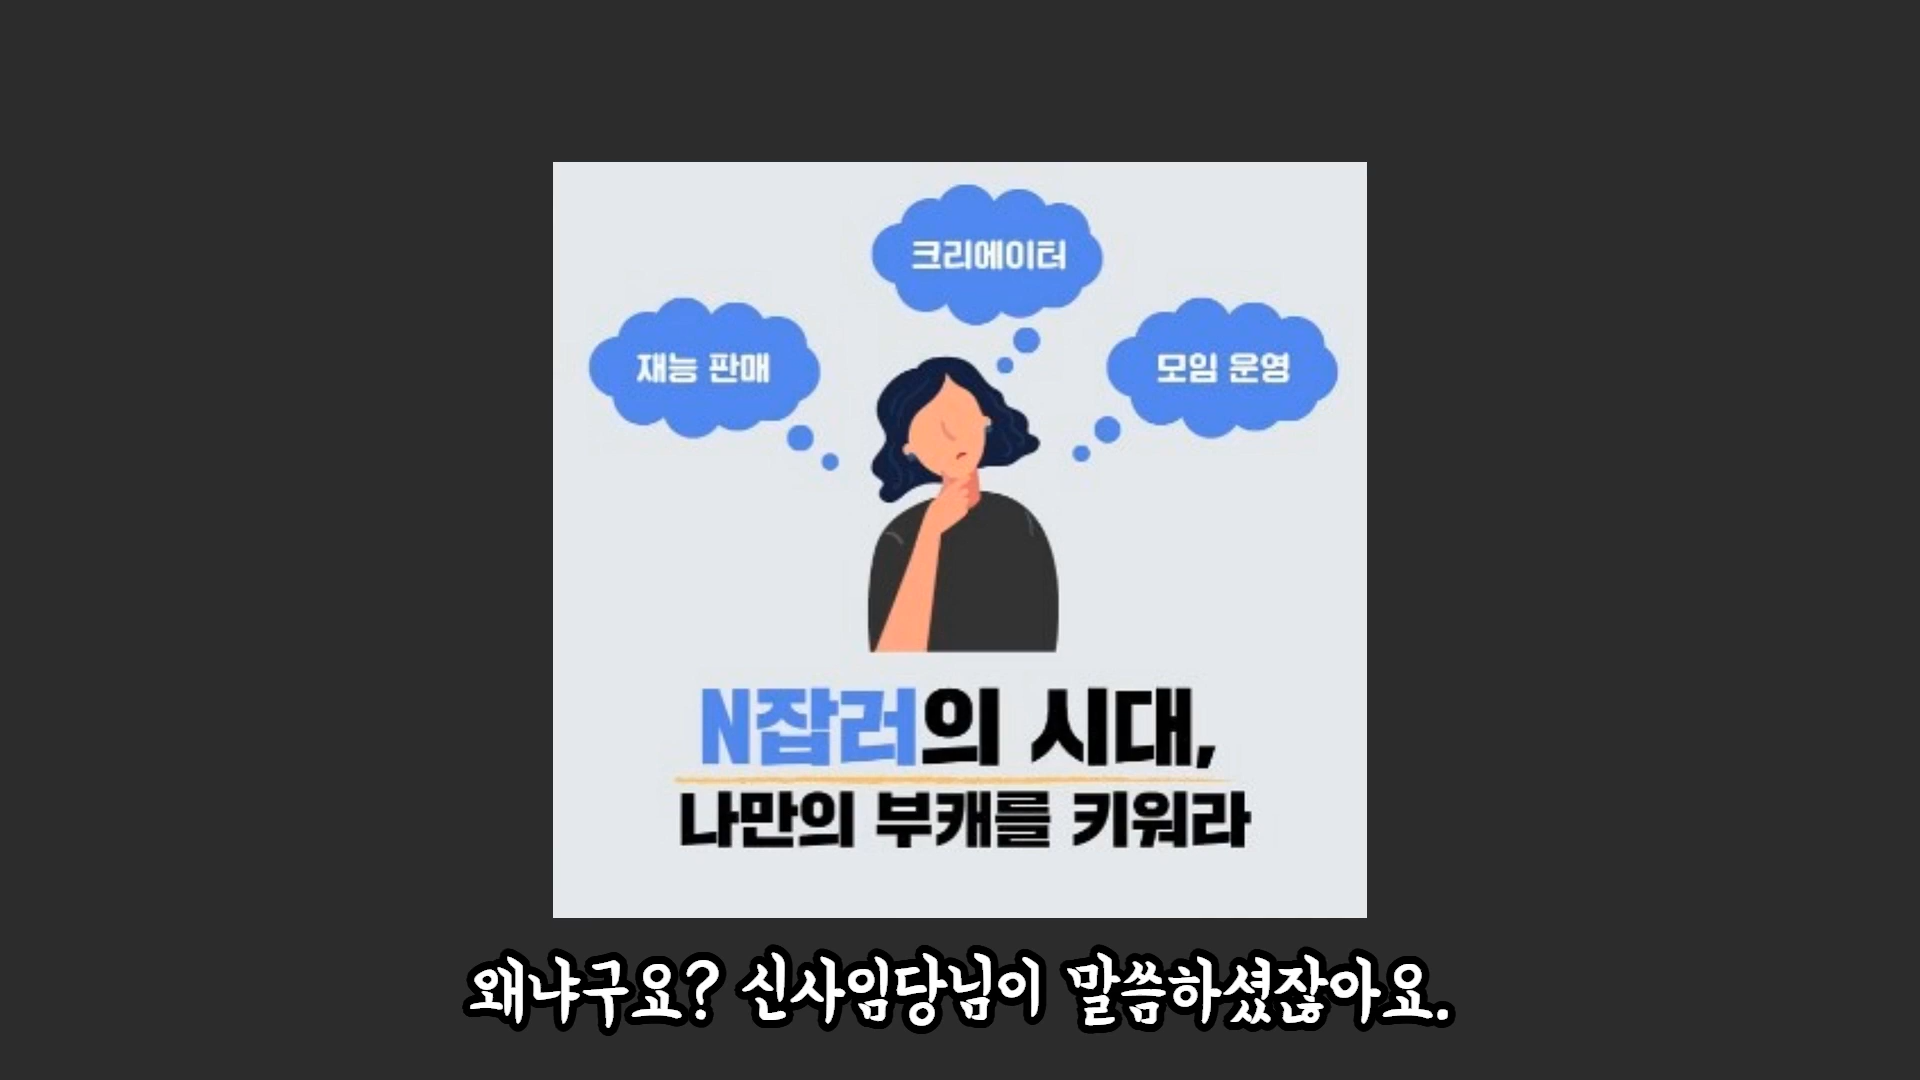 크리에이터
재능 판매
모임 운영
N잡러의 시대,
나만의 부캐를 키워라
왜냐구요? 신사임당님이 말씀하셨잖아요.